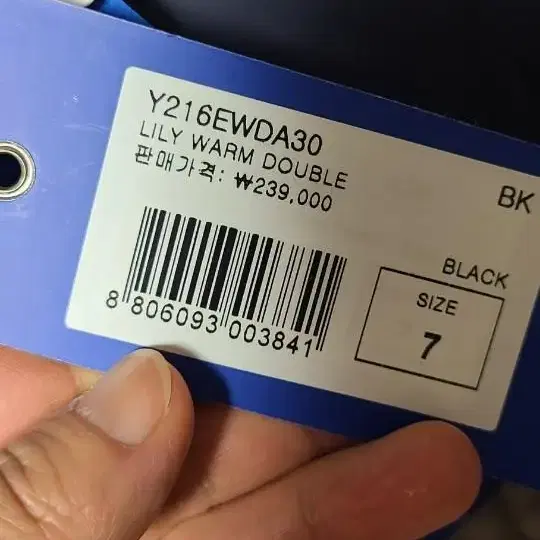 Y216EWDA30
LILY WARM DOUBLE
판매가격: ₩239,000
BK
BLACK
SIZE
7
8 806093 003841